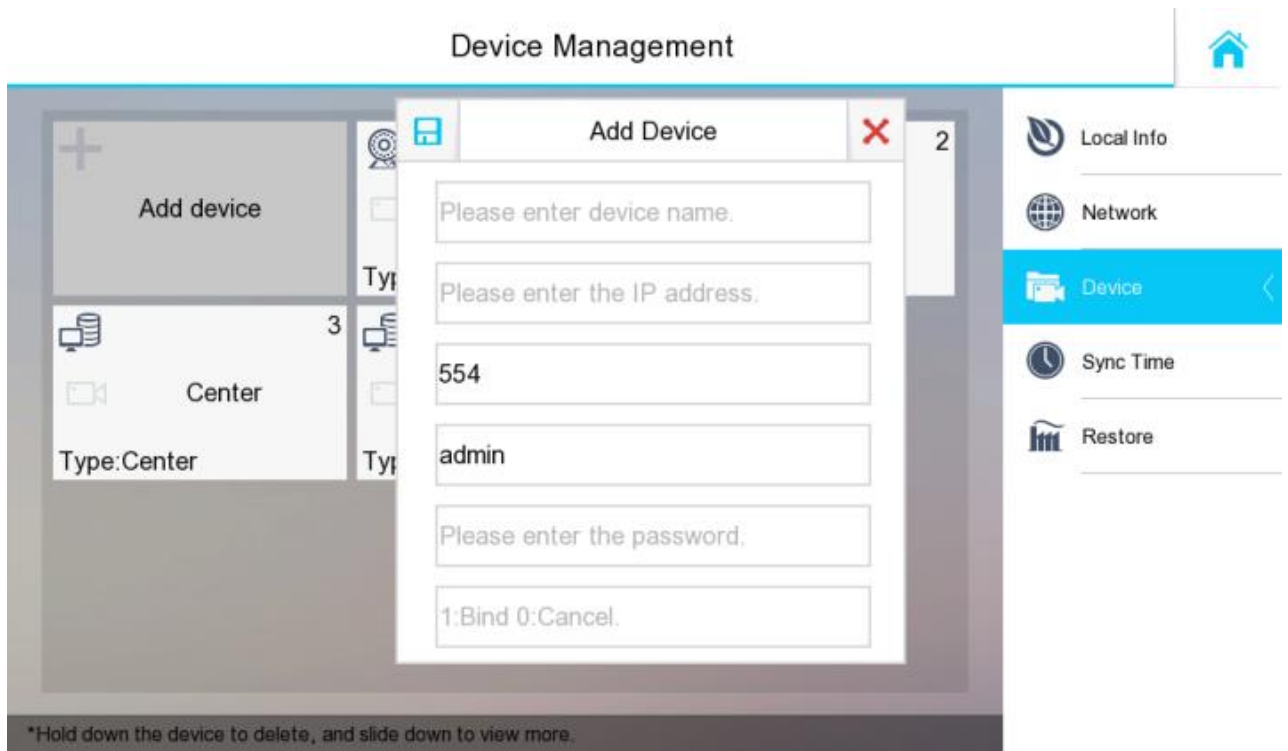 Device Management
Add device
Typ
2
3
Center
Type:Center
Typ
Add Device
Please enter device name.
Please enter the IP address.
554
admin
Please enter the password.
1:Bind 0:Cancel.
Local Info
Network
Device
Sync Time
Restore
*Hold down the device to delete, and slide down to view more.